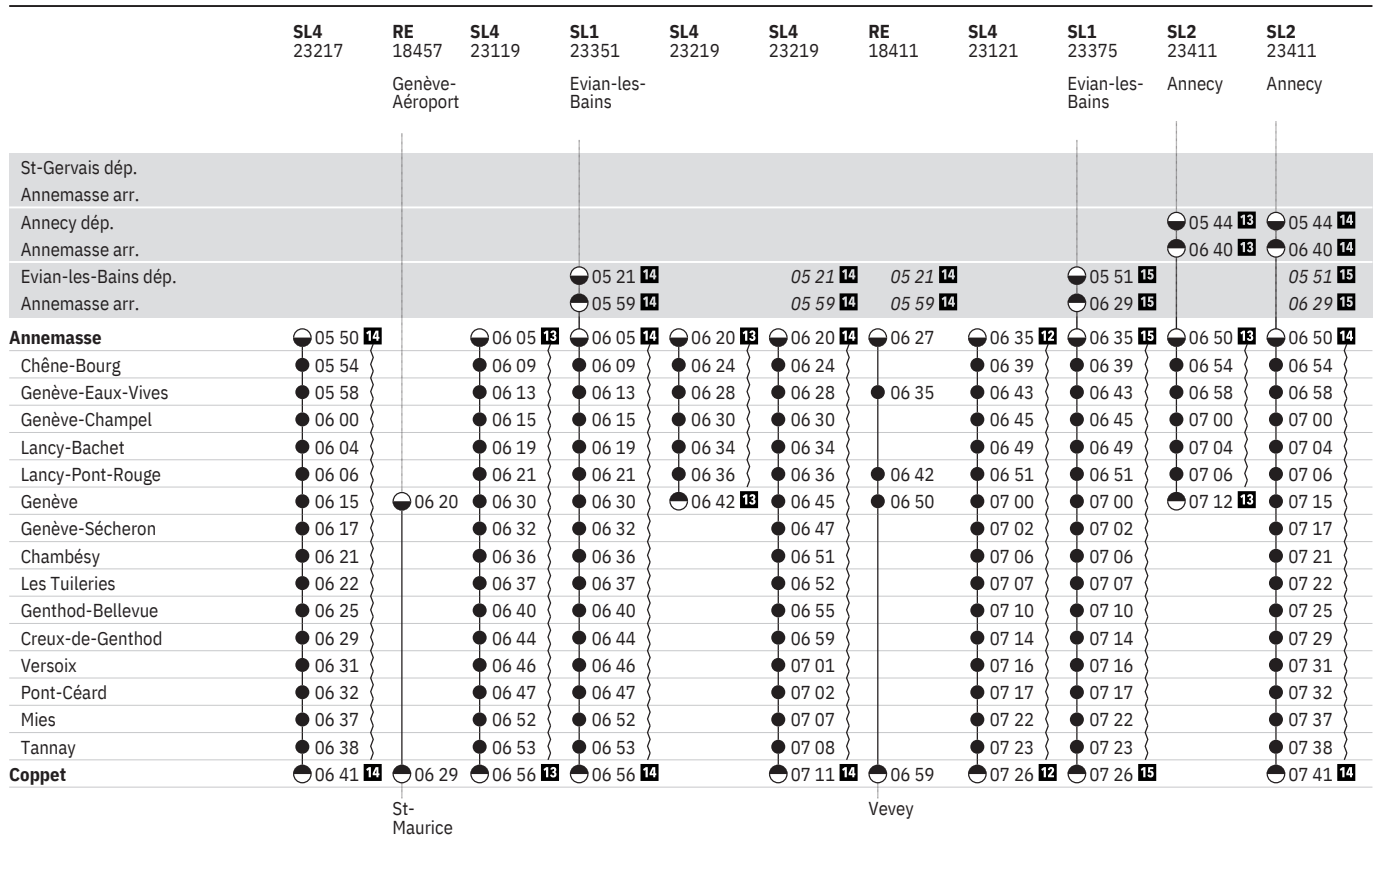 SL4 RE SL4 SL1 SL4 SL4 RE SL4 SL1 SL2 SL2
23217 18457 23119 23351 23219 23219 18411 23121 23375 23411 23411
Genève- Evian-les- Evian-les- Annecy Annecy
Aéroport Bains Bains
St-Gervais dép.
Annemasse arr.
Annecy dép. 05 44 13 05 44 14
Annemasse arr. 06 40 13 06 40 14
Evian-les-Bains dép. 05 21 14 05 21 14 05 21 14 05 51 15 05 51 15
Annemasse arr. 05 59 14 05 59 14 05 59 14 06 29 15 06 29 15
Annemasse 05 50 14 06 05 13 06 05 14 06 20 13 06 20 14 06 27 06 35 12 06 35 15 06 50 13 06 50 14
Chêne-Bourg 05 54 06 09 06 09 06 24 06 24 06 39 06 39 06 54 06 54
Genève-Eaux-Vives 05 58 06 13 06 13 06 28 06 28 06 35 06 43 06 43 06 58 06 58
Genève-Champel 06 00 06 15 06 15 06 30 06 30 06 45 06 45 07 00 07 00
Lancy-Bachet 06 04 06 19 06 19 06 34 06 34 06 49 06 49 07 04 07 04
Lancy-Pont-Rouge 06 06 06 21 06 21 06 36 06 36 06 42 06 51 06 51 07 06 07 06
Genève 06 15 06 20 06 30 06 30 06 42 13 06 45 06 50 07 00 07 00 07 12 13 07 15
Genève-Sécheron 06 17 06 32 06 32 06 47 07 02 07 02 07 17
Chambésy 06 21 06 36 06 36 06 51 07 06 07 06 07 21
Les Tuileries 06 22 06 37 06 37 06 52 07 07 07 07 07 22
Genthod-Bellevue 06 25 06 40 06 40 06 55 07 10 07 10 07 25
Creux-de-Genthod 06 29 06 44 06 44 06 59 07 14 07 14 07 29
Versoix 06 31 06 46 06 46 07 01 07 16 07 16 07 31
Pont-Céard 06 32 06 47 06 47 07 02 07 17 07 17 07 32
Mies 06 37 06 52 06 52 07 07 07 22 07 22 07 37
Tannay 06 38 06 53 06 53 07 08 07 23 07 23 07 38
Coppet 06 41 14 06 29 06 56 13 06 56 14 07 11 14 06 59 07 26 12 07 26 15 07 41 14
St- Vevey
Maurice